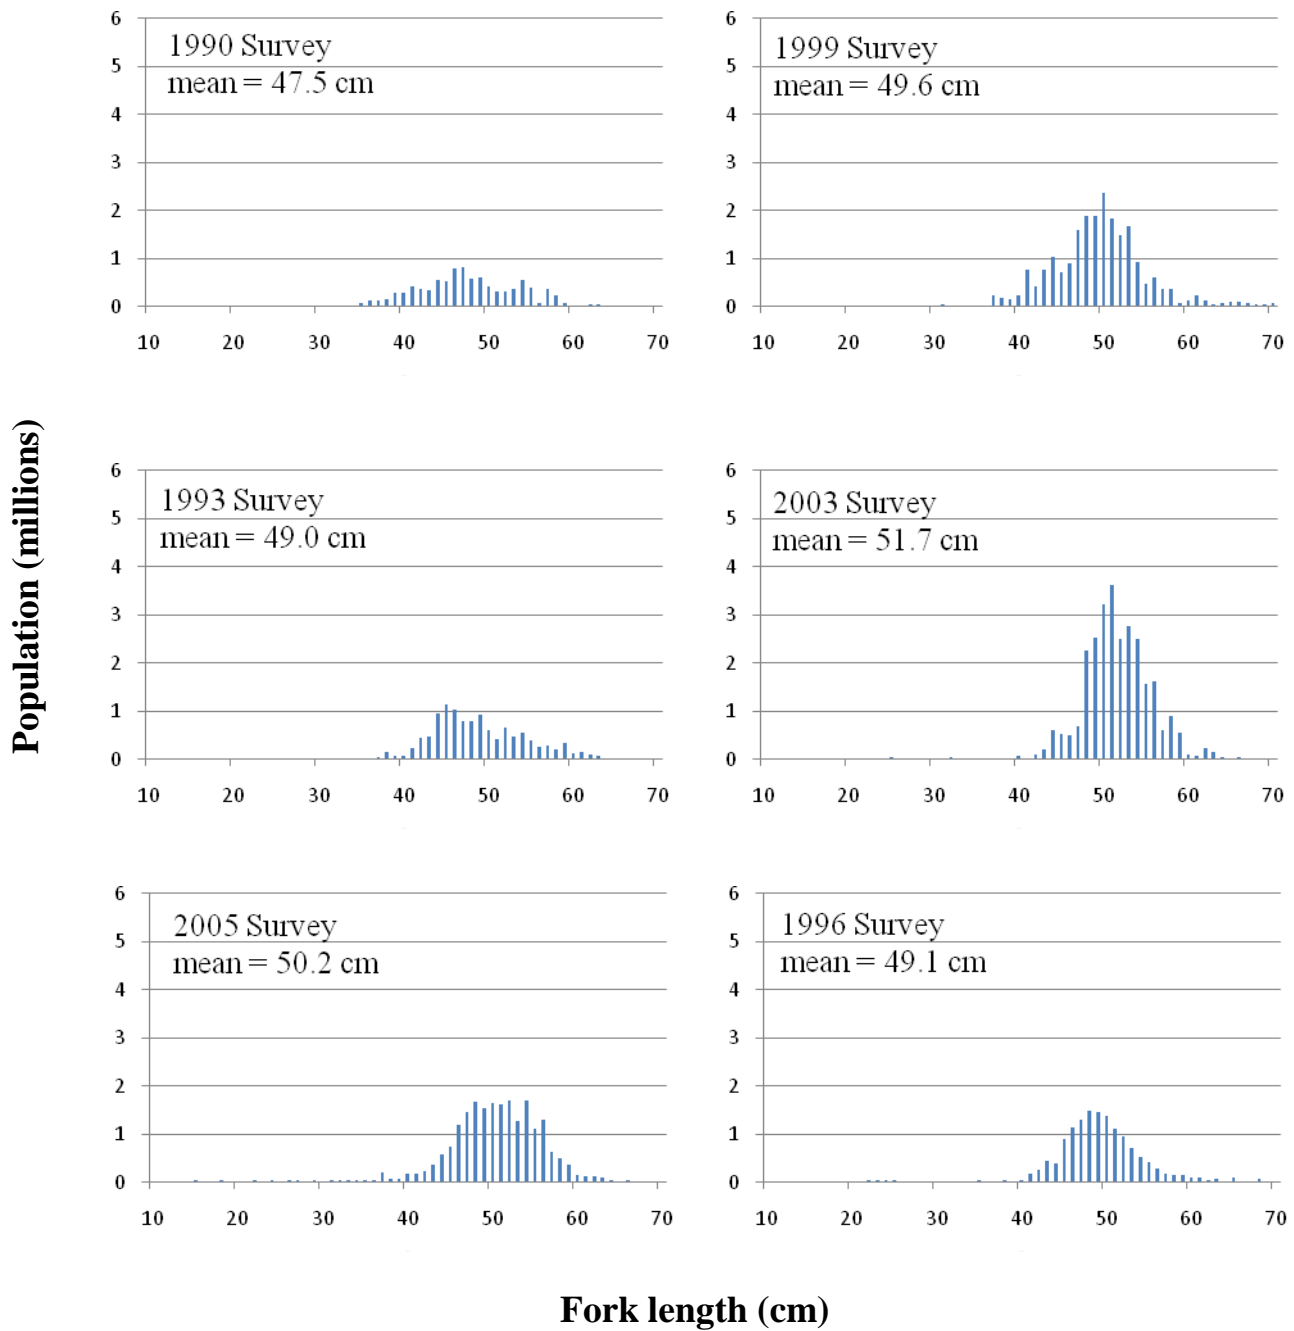 6
5
4
3
2
1
0
1990 Survey
mean = 47.5 cm
10 20 30 40 50 60 70
6
5
4
3
2
1
0
1999 Survey
mean = 49.6 cm
10 20 30 40 50 60 70
Population (millions)
6
5
4
3
2
1
0
1993 Survey
mean = 49.0 cm
10 20 30 40 50 60 70
6
5
4
3
2
1
0
2003 Survey
mean = 51.7 cm
10 20 30 40 50 60 70
6
5
4
3
2
1
0
2005 Survey
mean = 50.2 cm
10 20 30 40 50 60 70
6
5
4
3
2
1
0
1996 Survey
mean = 49.1 cm
10 20 30 40 50 60 70
Fork length (cm)